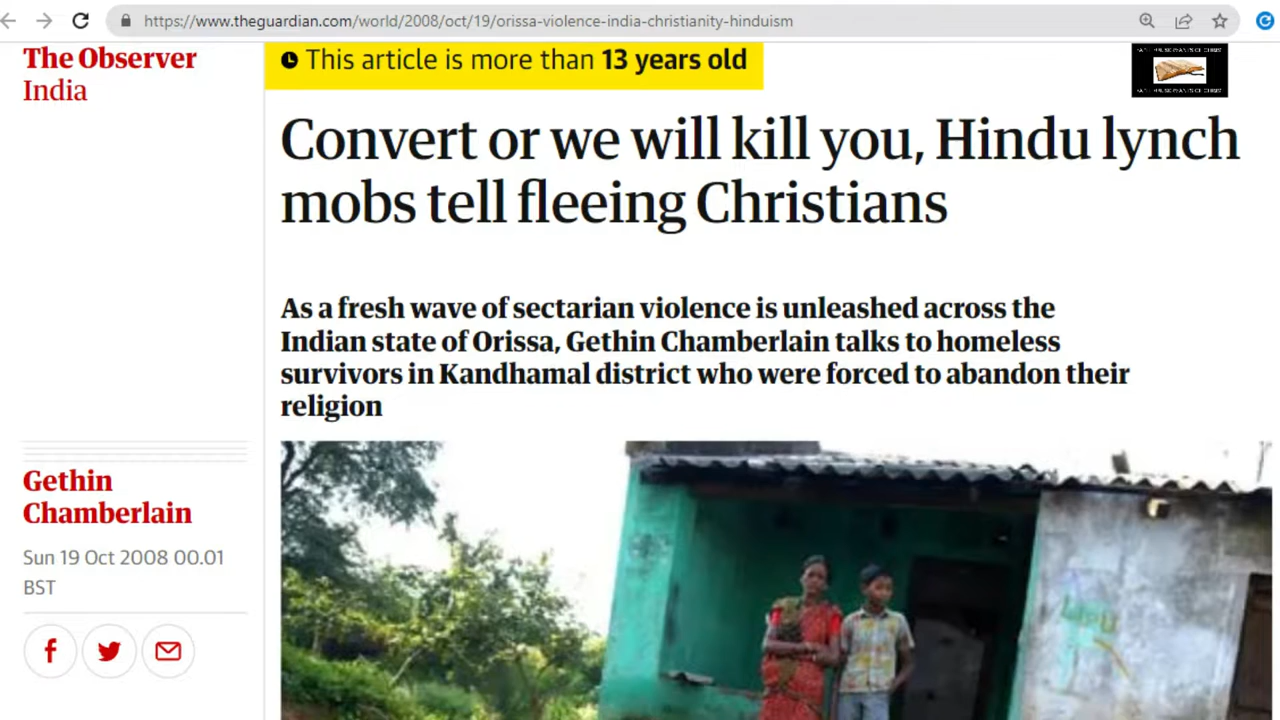 https://www.theguardian.com/world/2008/oct/19/orissa-violence-india-christianity-hinduism
The Observer
India
This article is more than 13 years old
Convert or we will kill you, Hindu lynch
mobs tell fleeing Christians
As a fresh wave of sectarian violence is unleashed across the
Indian state of Orissa, Gethin Chamberlain talks to homeless
survivors in Kandhamal district who were forced to abandon their
religion
Gethin
Chamberlain
Sun 19 Oct 2008 00.01
BST